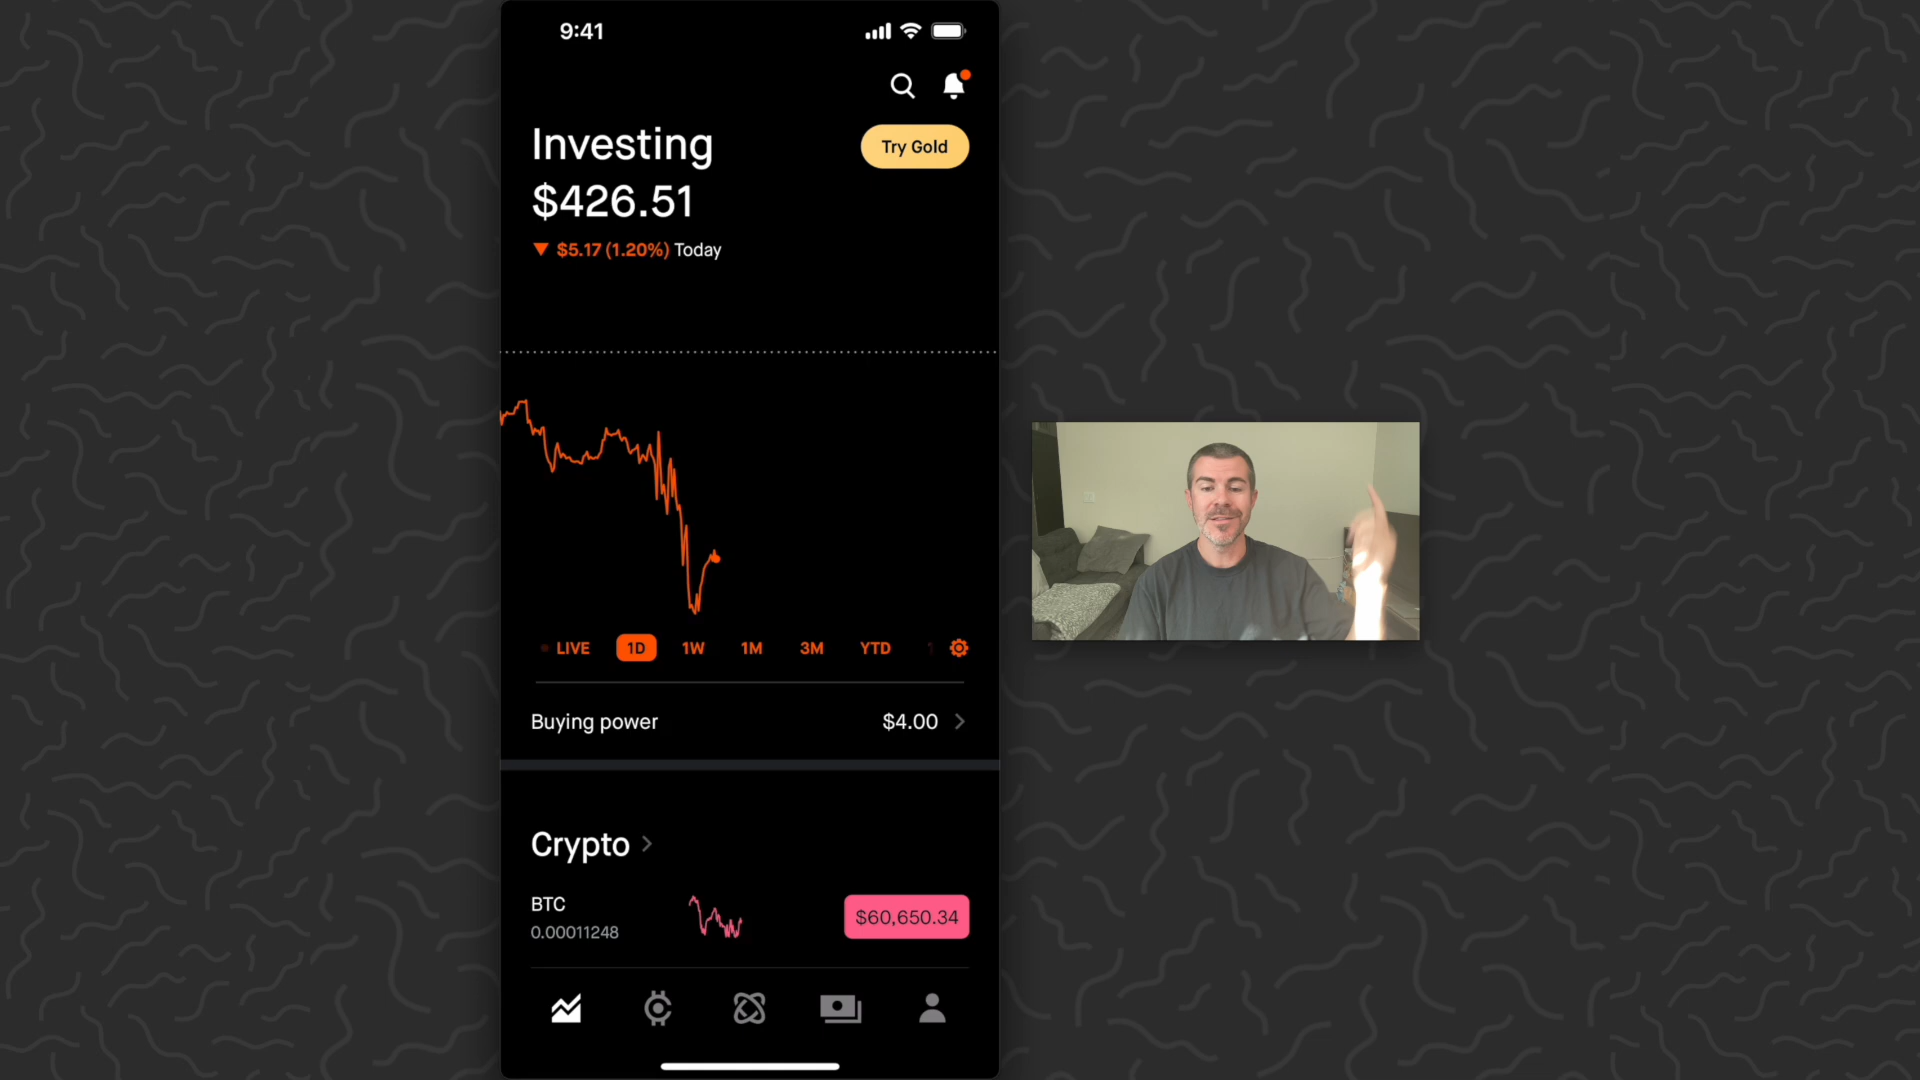 9:41
Investing
Try Gold
$426.51
$5.17 (1.20%) Today
LIVE 1D 1W 1M 3M YTD
Buying power $4.00
Crypto
BTC
0.00011248
$60,650.34